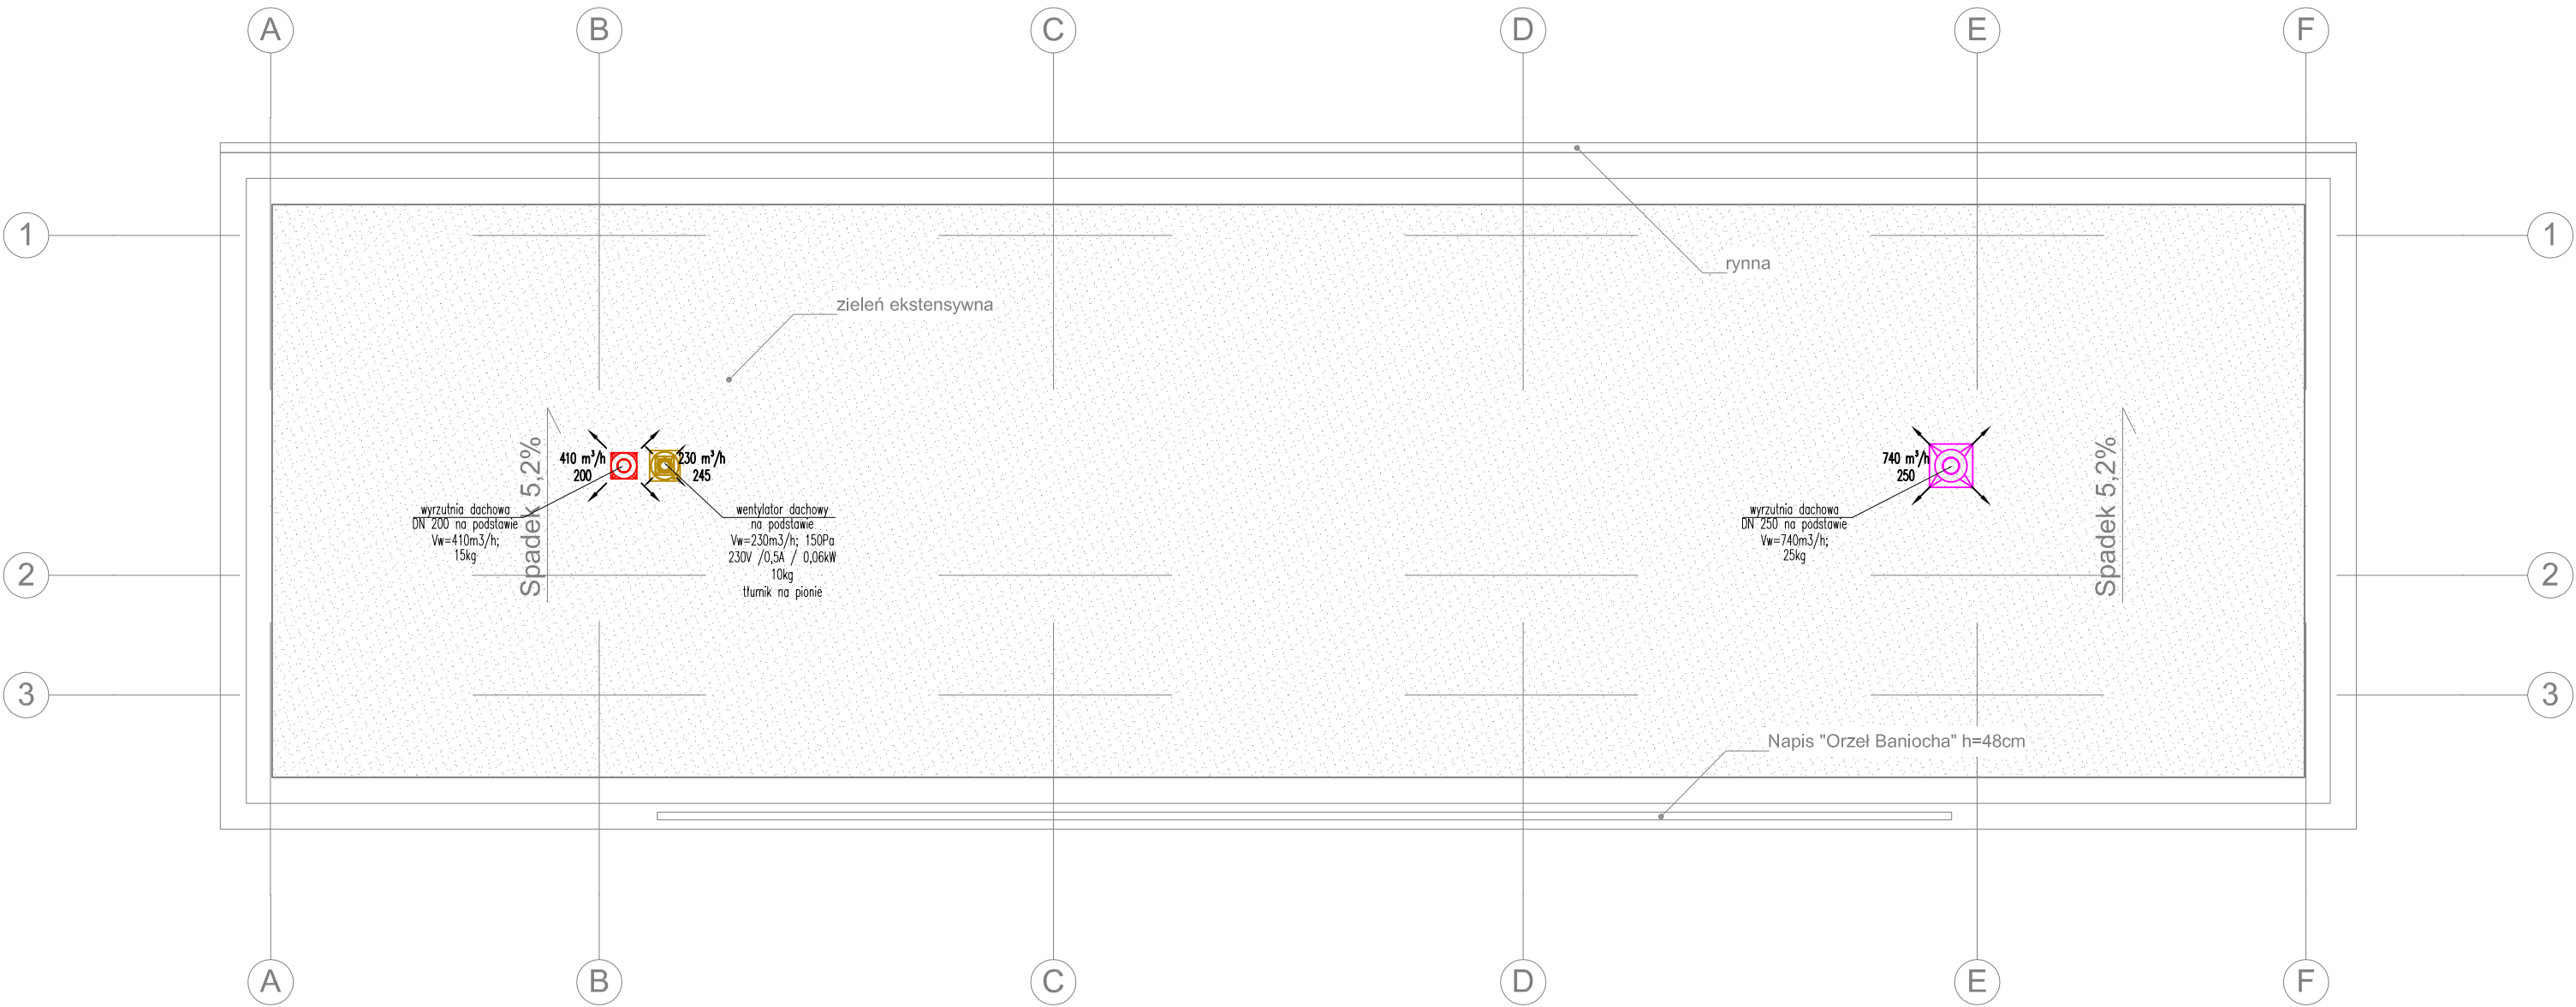 A B C D E F
1 1
rynna
zieleń ekstensywna
Spadek 5,2%
410 m³/h
200
230 m³/h
245
wyrzutnia dachowa
DN 200 na podstawie
Vw=410m3/h;
15kg
wentylator dachowy
na podstawie
Vw=230m3/h; 150Pa
230V /0,5A / 0,06kW
10kg
tłumik na pionie
740 m³/h
250
wyrzutnia dachowa
DN 250 na podstawie
Vw=740m3/h;
25kg
Spadek 5,2%
2 2
3 3
Napis "Orzeł Baniocha" h=48cm
A B C D E F